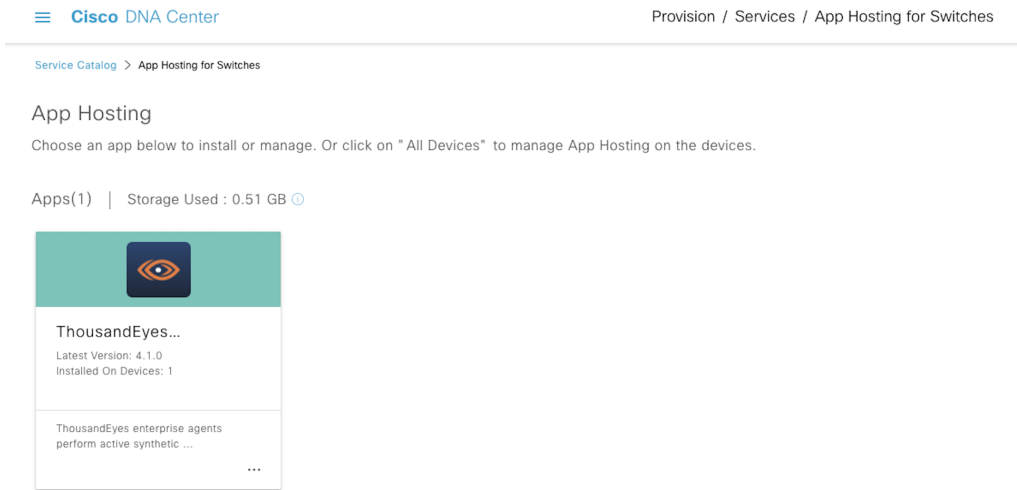 Cisco DNA Center
Provision / Services / App Hosting for Switches
Service Catalog > App Hosting for Switches
App Hosting
Choose an app below to install or manage. Or click on "All Devices" to manage App Hosting on the devices.
Apps(1) | Storage Used : 0.51 GB
ThousandEyes...
Latest Version: 4.1.0
Installed On Devices: 1
ThousandEyes enterprise agents
perform active synthetic ...
...